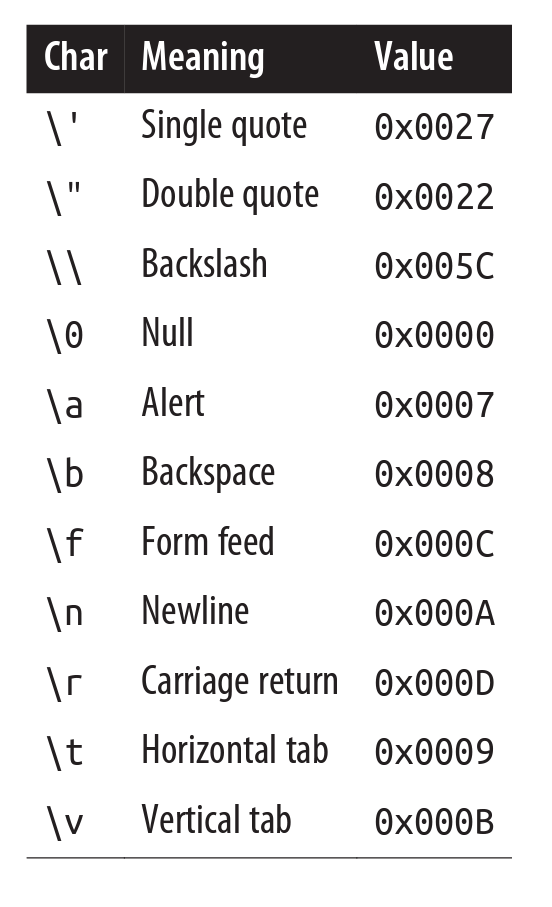 Char Meaning Value
\' Single quote 0x0027
\" Double quote 0x0022
\\ Backslash 0x005C
\0 Null 0x0000
\a Alert 0x0007
\b Backspace 0x0008
\f Form feed 0x000C
\n Newline 0x000A
\r Carriage return 0x000D
\t Horizontal tab 0x0009
\v Vertical tab 0x000B